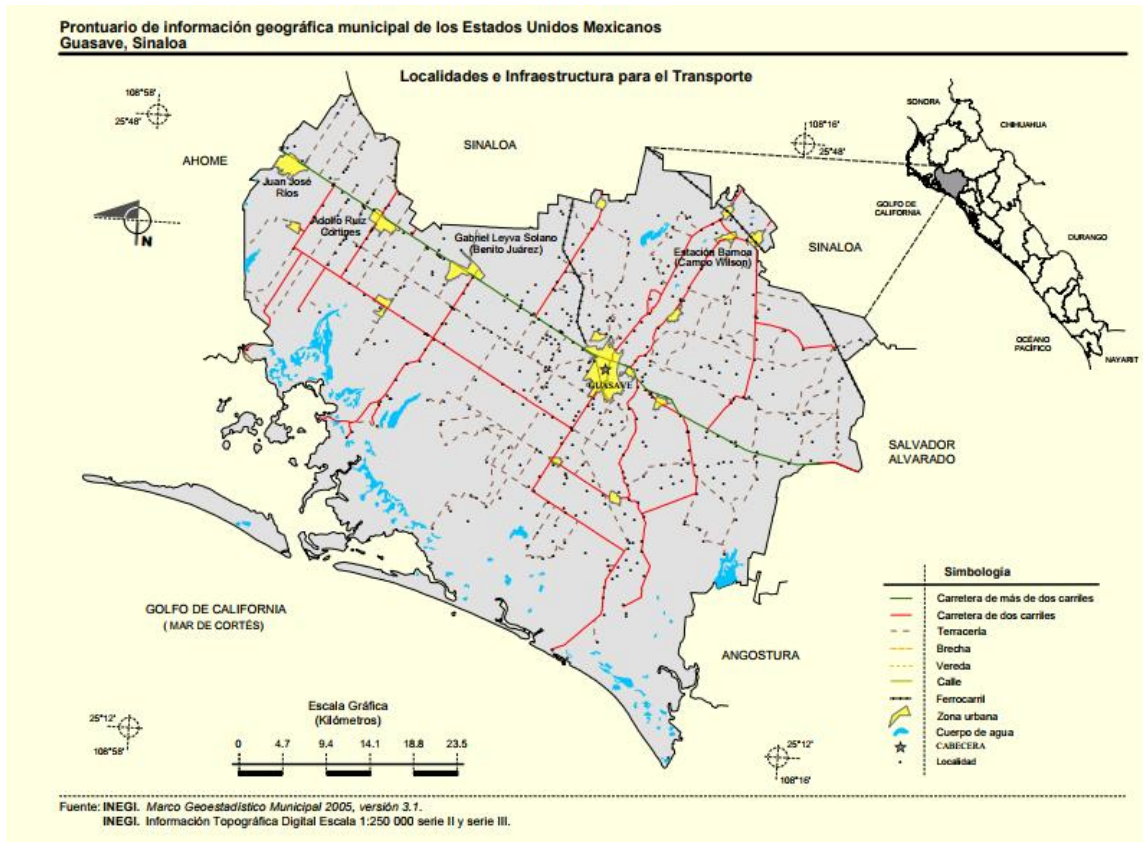 Prontuario de información geográfica municipal de los Estados Unidos Mexicanos
Guasave, Sinaloa
Localidades e Infraestructura para el Transporte
108°58'
25°48'
108°16'
25°48'
SONORA
CHIHUAHUA
GOLFO DE
CALIFORNIA
DURANGO
OCÉANO
PACÍFICO
NAYARIT
AHOME
SINALOA
Juan José
Ríos
Adolfo Ruiz
Cortines
Gabriel Leyva Solano
(Benito Juárez)
Estación Bamoa
(Campo Wilson)
SINALOA
N
GUASAVE
SALVADOR
ALVARADO
GOLFO DE CALIFORNIA
( MAR DE CORTÉS)
ANGOSTURA
Simbología
Carretera de más de dos carriles
Carretera de dos carriles
Terracería
Brecha
Vereda
Calle
Ferrocarril
Zona urbana
Cuerpo de agua
CABECERA
Localidad
Escala Gráfica
(Kilómetros)
0 4.7 9.4 14.1 18.8 23.5
25°12'
108°58'
25°12'
108°16'
Fuente: INEGI. Marco Geoestadístico Municipal 2005, versión 3.1.
INEGI. Información Topográfica Digital Escala 1:250 000 serie II y serie III.